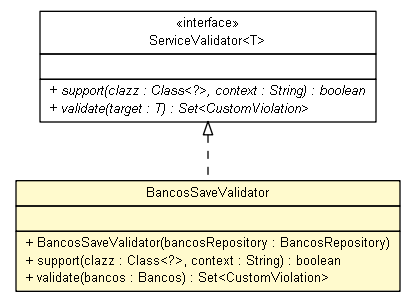 «interface»
ServiceValidator<T>
+ support(clazz : Class<?>, context : String) : boolean
+ validate(target : T) : Set<CustomViolation>
BancosSaveValidator
+ BancosSaveValidator(bancosRepository : BancosRepository)
+ support(clazz : Class<?>, context : String) : boolean
+ validate(bancos : Bancos) : Set<CustomViolation>